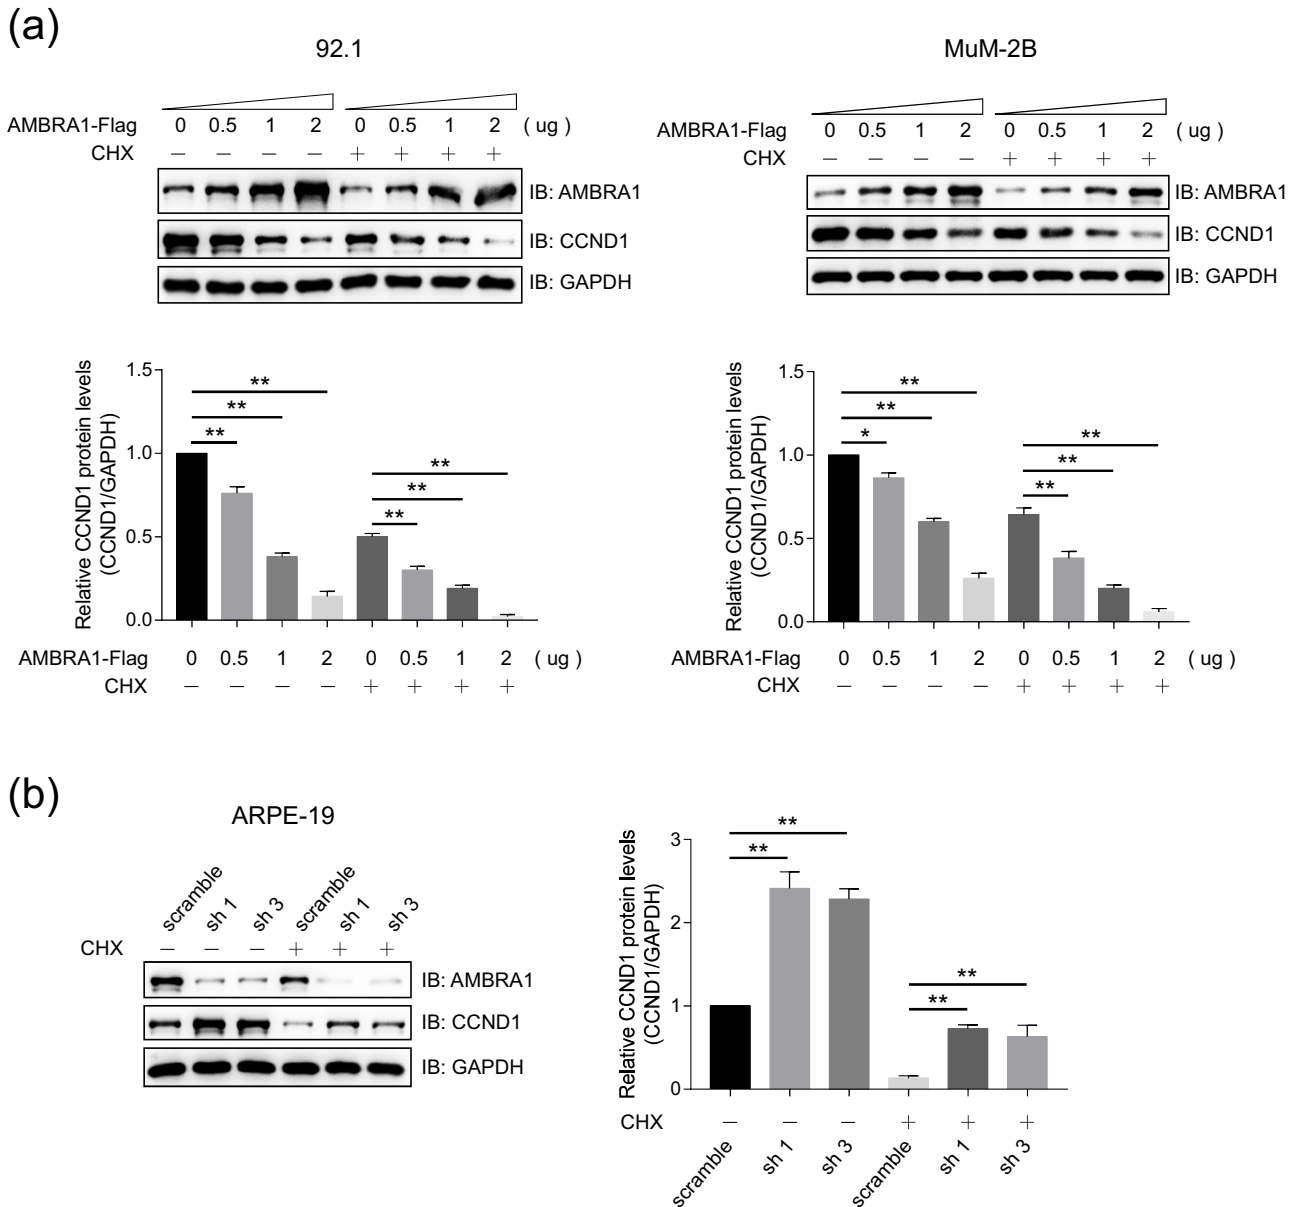 (a)
92.1
AMBRA1-Flag 0 0.5 1 2 0 0.5 1 2 ( ug )
CHX − − − − + + + +
IB: AMBRA1
IB: CCND1
IB: GAPDH
MuM-2B
AMBRA1-Flag 0 0.5 1 2 0 0.5 1 2 ( ug )
CHX − − − − + + + +
IB: AMBRA1
IB: CCND1
IB: GAPDH
Relative CCND1 protein levels
(CCND1/GAPDH)
1.5
1.0
0.5
0.0
**
**
**
**
**
**
AMBRA1-Flag 0 0.5 1 2 0 0.5 1 2 ( ug )
CHX − − − − + + + +
Relative CCND1 protein levels
(CCND1/GAPDH)
1.5
1.0
0.5
0.0
**
**
*
**
**
**
AMBRA1-Flag 0 0.5 1 2 0 0.5 1 2 ( ug )
CHX − − − − + + + +
(b)
ARPE-19
scramble sh 1 sh 3 scramble sh 1 sh 3
CHX − − − + + +
IB: AMBRA1
IB: CCND1
IB: GAPDH
Relative CCND1 protein levels
(CCND1/GAPDH)
3
2
1
0
**
**
**
**
CHX − − − + + +
scramble sh 1 sh 3 scramble sh 1 sh 3